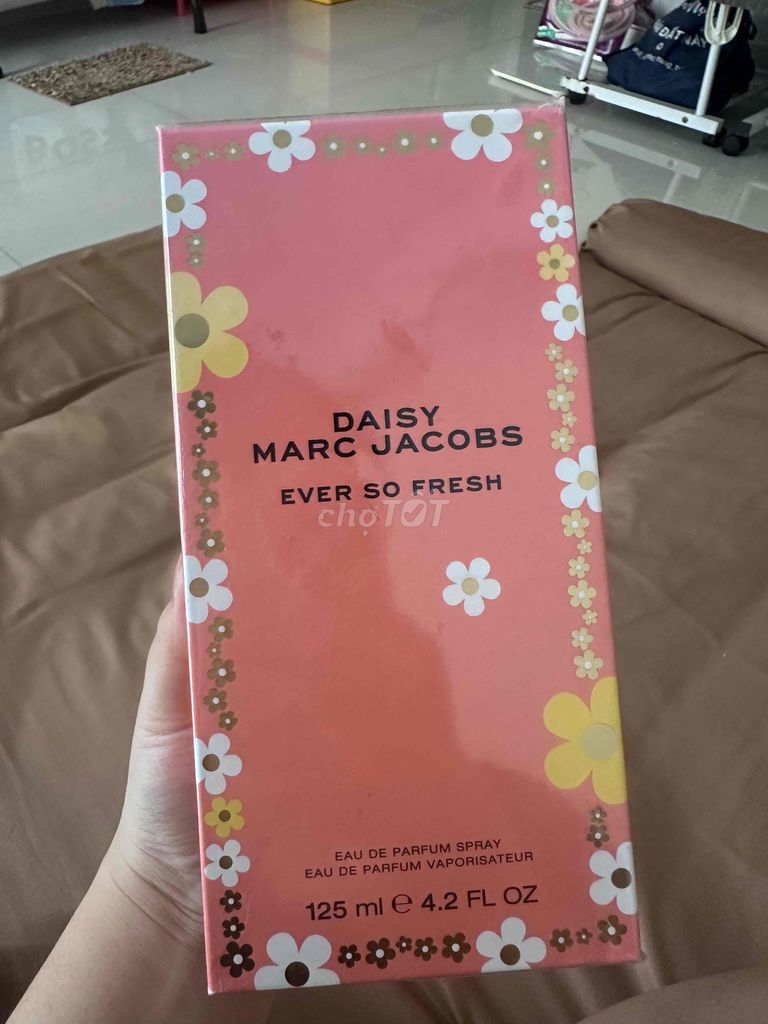 DAISY
MARC JACOBS
EVER SO FRESH
chợTỐT
EAU DE PARFUM SPRAY
EAU DE PARFUM VAPORISATEUR
125 ml e 4.2 FL OZ